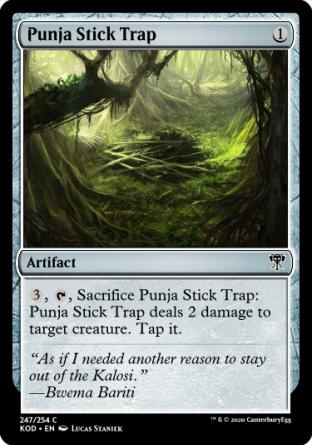 Punja Stick Trap 1
Artifact
3, T, Sacrifice Punja Stick Trap:
Punja Stick Trap deals 2 damage to
target creature. Tap it.
"As if I needed another reason to stay
out of the Kalosi."
—Bwema Bariti
247/254 C
KOD • EN Lucas Staniek
™ & © 2020 CanterburyEgg